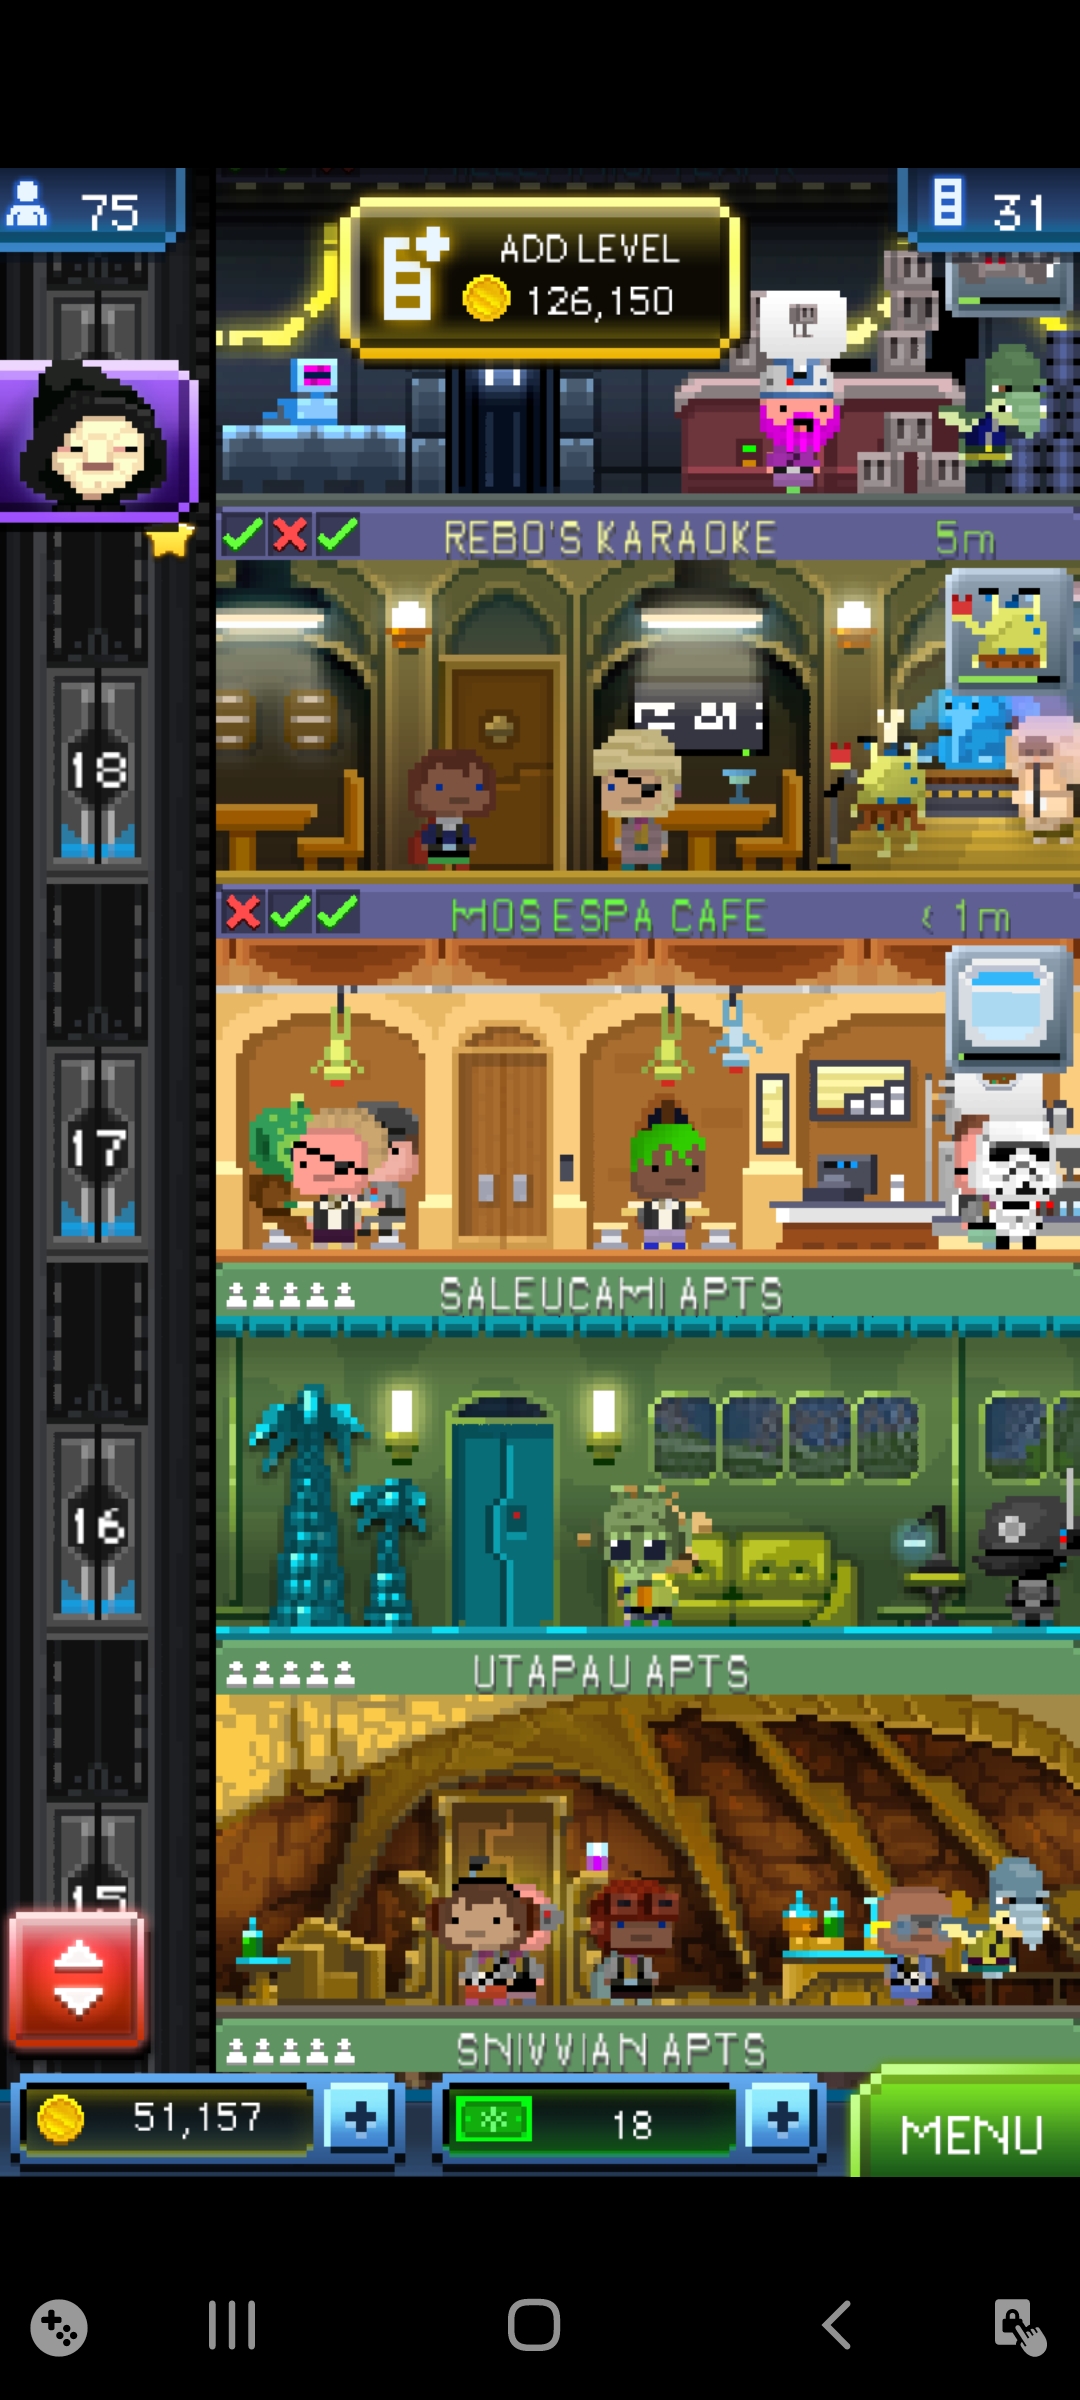 75
31
ADD LEVEL
126,150
REBO'S KARAOKE
5m
18
MOS ESPA CAFE
< 1m
17
SALEUCAMI APTS
16
UTAPAU APTS
15
SNIVVIAN APTS
51,157
18
MENU